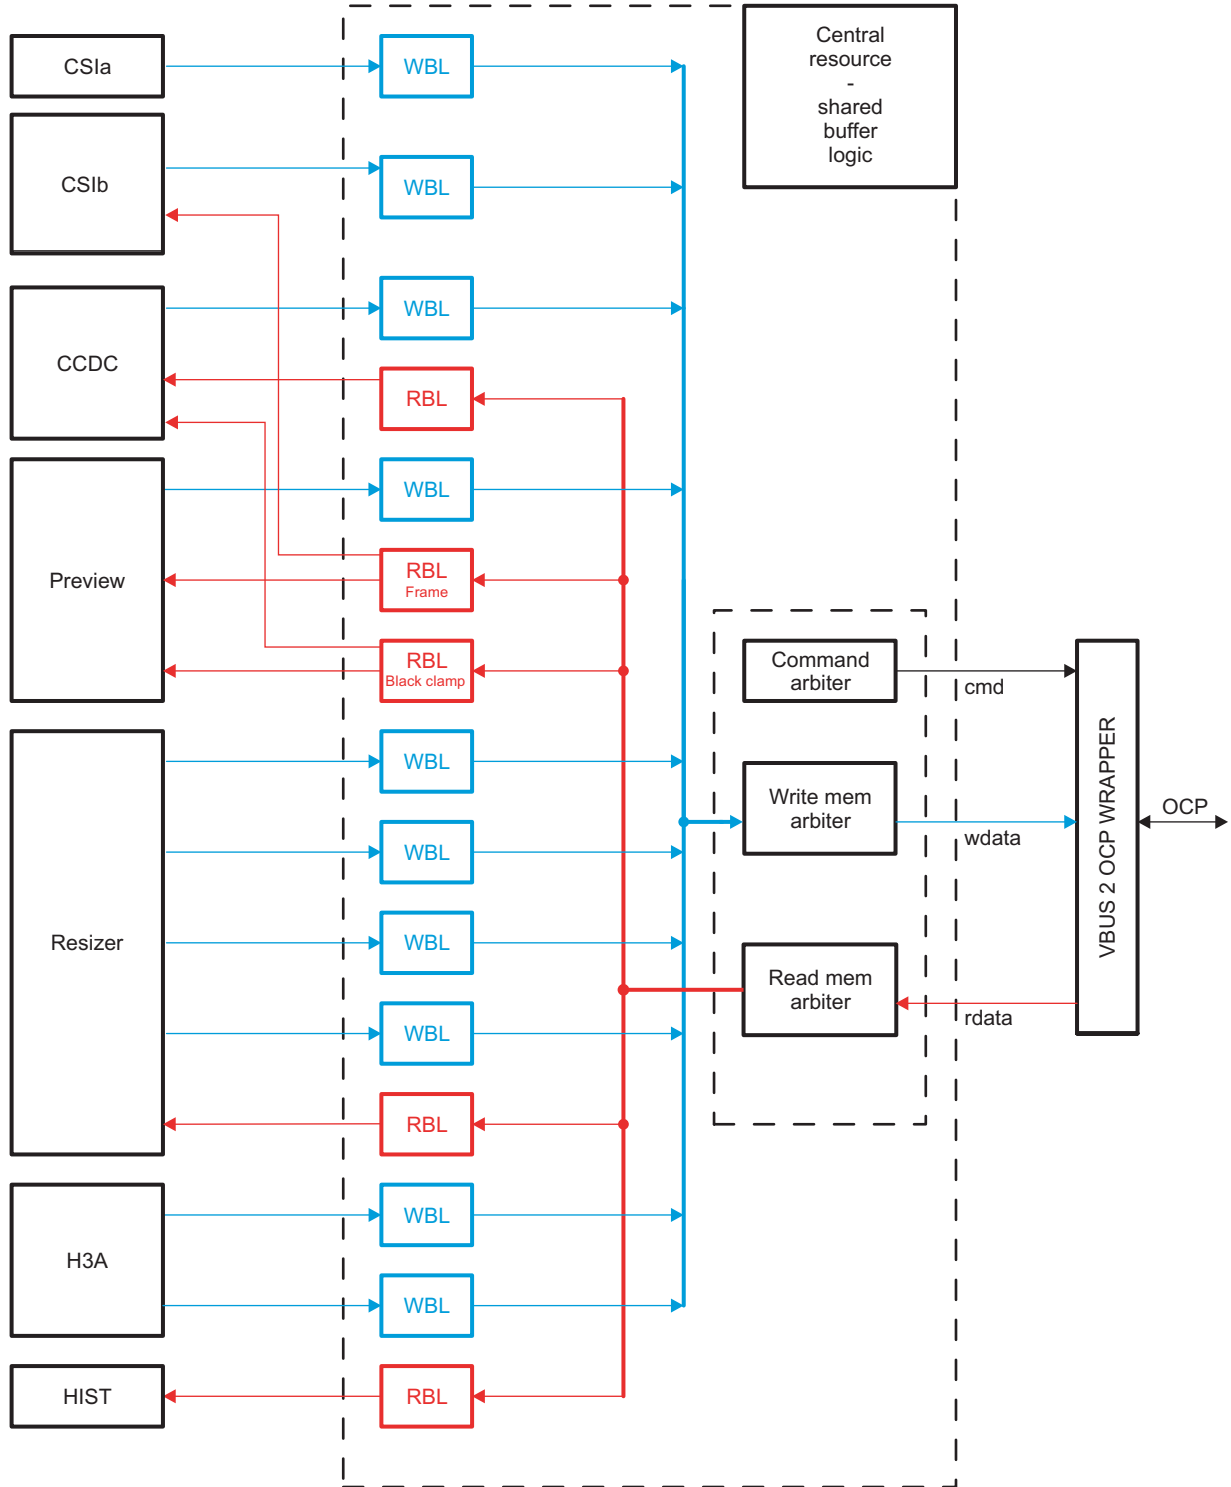 Central
resource
-
shared
buffer
logic
CSIa
WBL
CSIb
WBL
WBL
CCDC
RBL
WBL
Preview
RBL
Frame
RBL
Black clamp
Command
arbiter
cmd
WBL
Write mem
arbiter
wdata
VBUS 2 OCP WRAPPER
OCP
WBL
Resizer
WBL
Read mem
arbiter
rdata
WBL
RBL
WBL
H3A
WBL
HIST
RBL